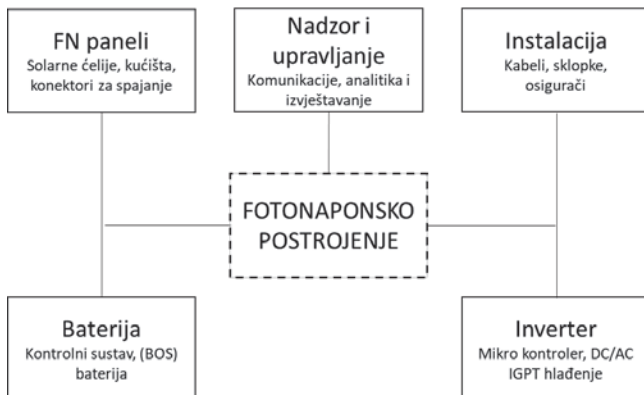 FN paneli
Solarne ćelije, kućišta,
konektori za spajanje
Nadzor i
upravljanje
Komunikacije, analitika i
izvještavanje
Instalacija
Kabeli, sklopke,
osigurači
FOTONAPONSKO
POSTROJENJE
Baterija
Kontrolni sustav, (BOS)
baterija
Inverter
Mikro kontroler, DC/AC
IGPT hlađenje